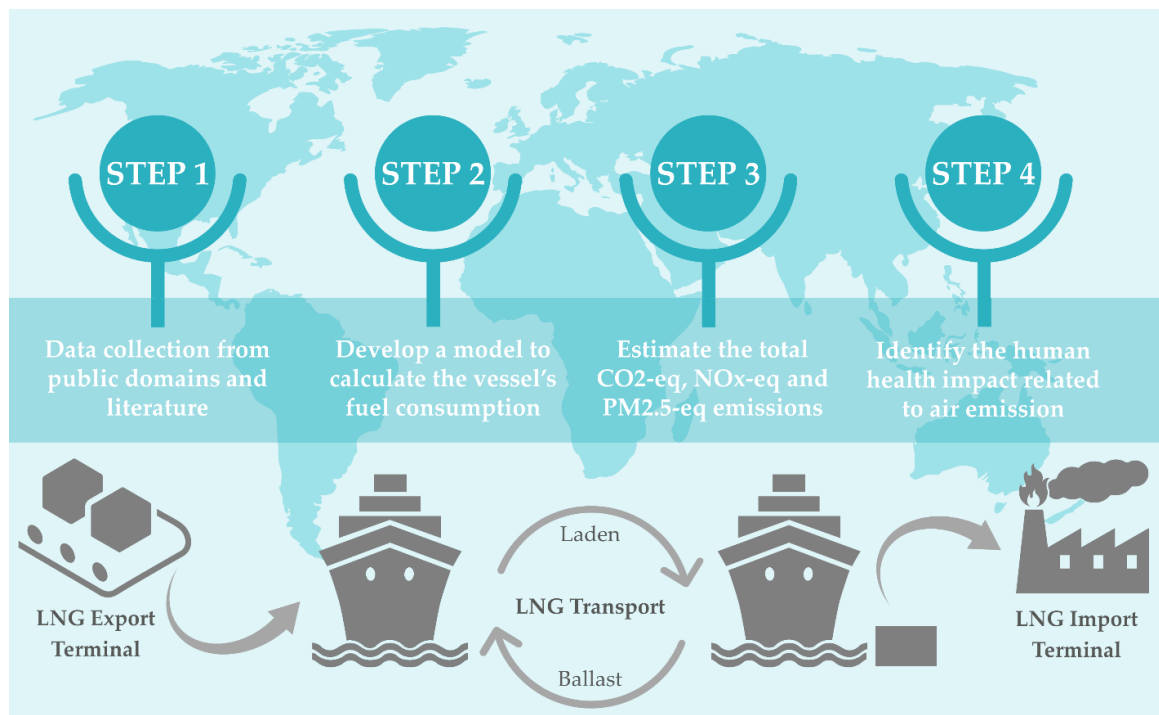 STEP 1
STEP 2
STEP 3
STEP 4
Data collection from
public domains and
literature
Develop a model to
calculate the vessel's
fuel consumption
Estimate the total
CO2-eq, NOx-eq and
PM2.5-eq emissions
Identify the human
health impact related
to air emission
LNG Export
Terminal
Laden
LNG Transport
Ballast
LNG Import
Terminal